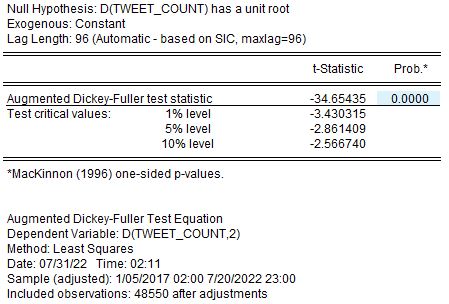 Null Hypothesis: D(TWEET_COUNT) has a unit root
Exogenous: Constant
Lag Length: 96 (Automatic - based on SIC, maxlag=96)
t-Statistic Prob.*
Augmented Dickey-Fuller test statistic -34.65435 0.0000
Test critical values: 1% level -3.430315
5% level -2.861409
10% level -2.566740
*MacKinnon (1996) one-sided p-values.
Augmented Dickey-Fuller Test Equation
Dependent Variable: D(TWEET_COUNT,2)
Method: Least Squares
Date: 07/31/22 Time: 02:11
Sample (adjusted): 1/05/2017 02:00 7/20/2022 23:00
Included observations: 48550 after adjustments